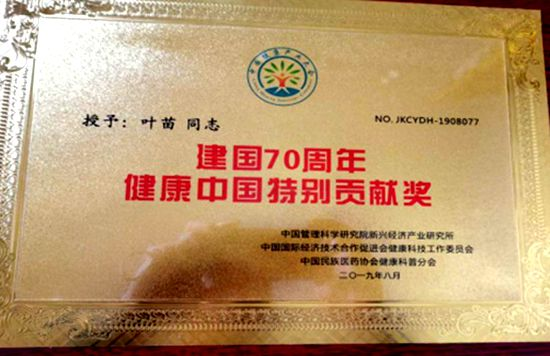 授予：叶苗 同志
NO. JKCYDH-1908077
建国70周年
健康中国特别贡献奖
中国管理科学研究院新兴经济产业研究所
中国国际经济技术合作促进会健康科技工作委员会
中国民族医药协会健康科普分会
二〇一九年八月